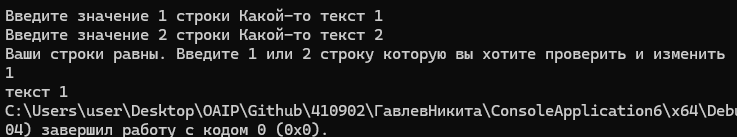 Введите значение 1 строки Какой-то текст 1
Введите значение 2 строки Какой-то текст 2
Ваши строки равны. Введите 1 или 2 строку которую вы хотите проверить и изменить
1
текст 1
C:\Users\user\Desktop\OAIP\Github\410902\ГавлевНикита\ConsoleApplication6\x64\Debu
04) завершил работу с кодом 0 (0x0).